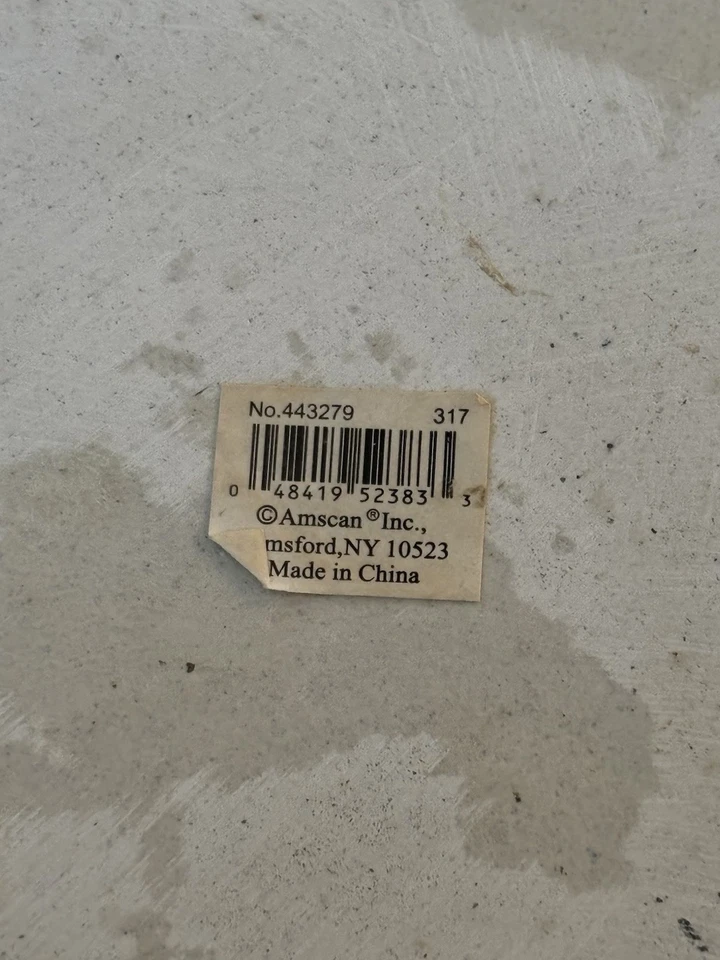 No.443279 317
0 48419 52383 3
©Amscan®Inc.,
msford,NY 10523
Made in China